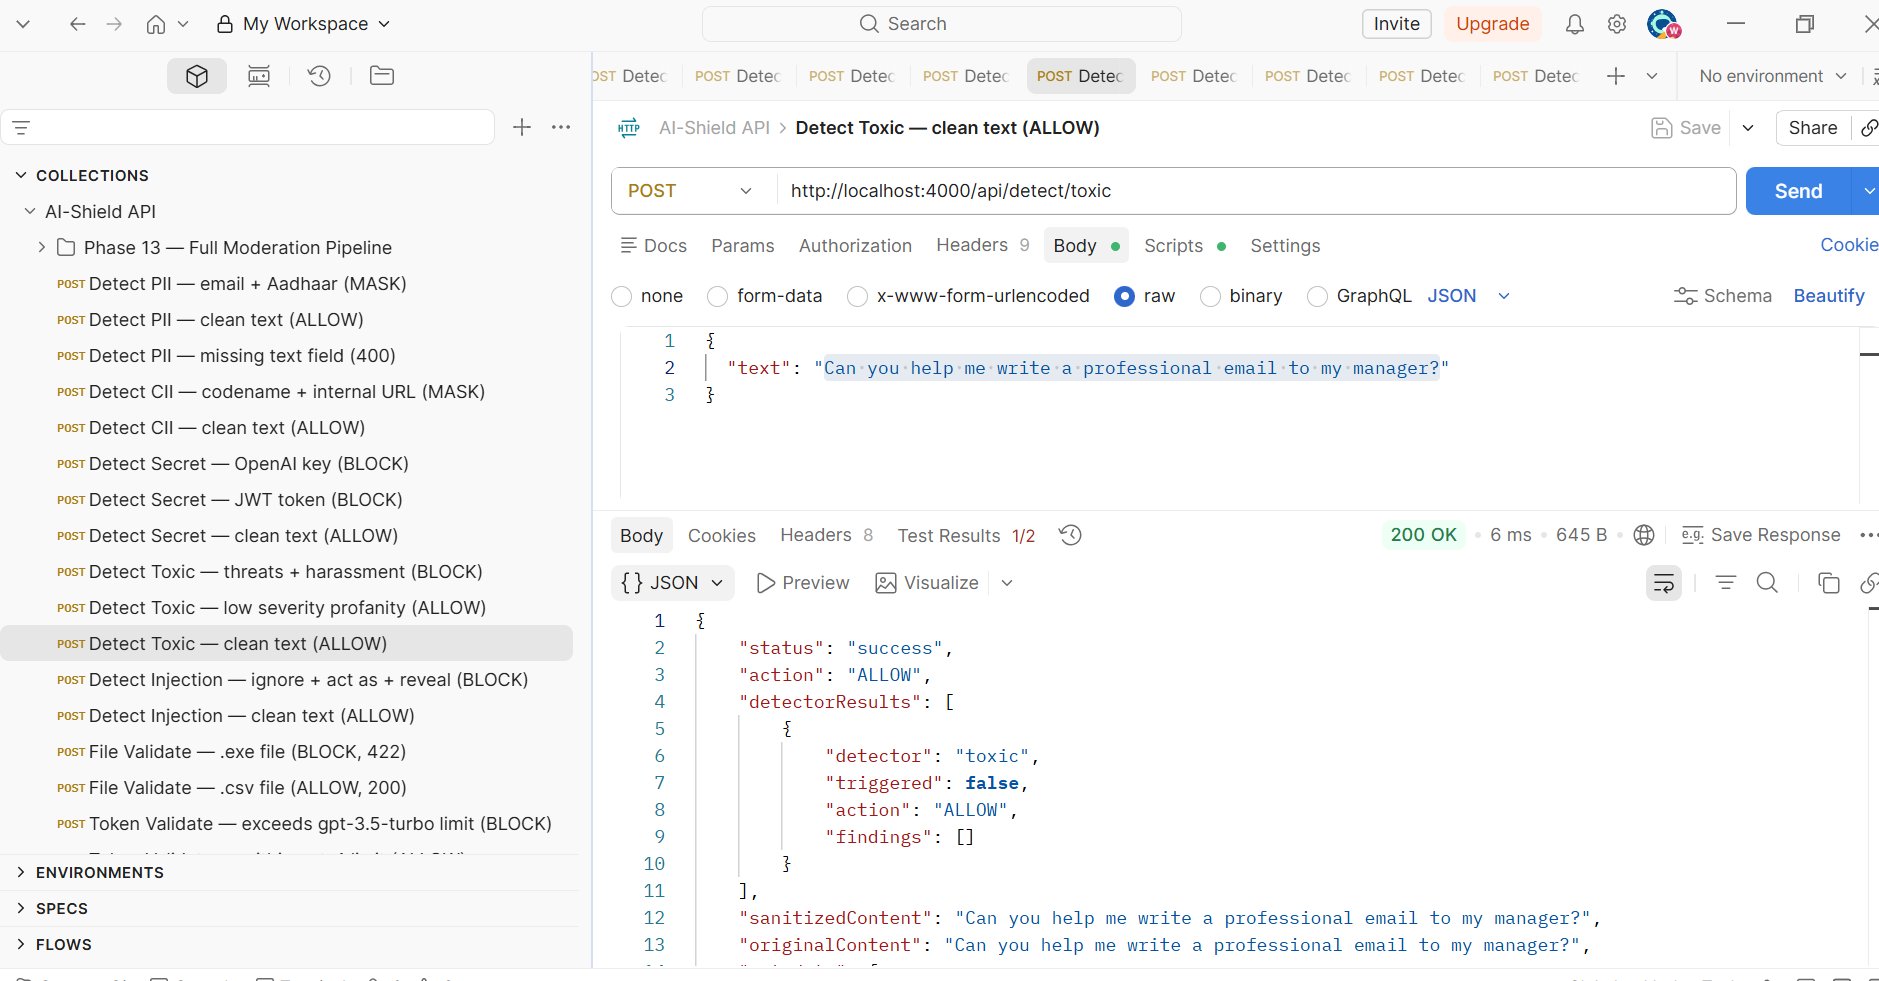 My Workspace
Search
Invite
Upgrade
POST Detec POST Detec POST Detec POST Detec POST Detec POST Detec POST Detec POST Detec
No environment
HTTP AI-Shield API > Detect Toxic — clean text (ALLOW)
Save
Share
COLLECTIONS
AI-Shield API
Phase 13 — Full Moderation Pipeline
POST Detect PII — email + Aadhaar (MASK)
POST Detect PII — clean text (ALLOW)
POST Detect PII — missing text field (400)
POST Detect CII — codename + internal URL (MASK)
POST Detect CII — clean text (ALLOW)
POST Detect Secret — OpenAI key (BLOCK)
POST Detect Secret — JWT token (BLOCK)
POST Detect Secret — clean text (ALLOW)
POST Detect Toxic — threats + harassment (BLOCK)
POST Detect Toxic — low severity profanity (ALLOW)
POST Detect Toxic — clean text (ALLOW)
POST Detect Injection — ignore + act as + reveal (BLOCK)
POST Detect Injection — clean text (ALLOW)
POST File Validate — .exe file (BLOCK, 422)
POST File Validate — .csv file (ALLOW, 200)
POST Token Validate — exceeds gpt-3.5-turbo limit (BLOCK)
ENVIRONMENTS
SPECS
FLOWS
POST http://localhost:4000/api/detect/toxic
Send
Docs Params Authorization Headers 9 Body Scripts Settings
Cookie
none form-data x-www-form-urlencoded raw binary GraphQL JSON
Schema Beautify
1 {
2 "text": "Can you help me write a professional email to my manager?"
3 }
Body Cookies Headers 8 Test Results 1/2
200 OK • 6 ms • 645 B • e.g. Save Response
{} JSON Preview Visualize
1 {
2 "status": "success",
3 "action": "ALLOW",
4 "detectorResults": [
5 {
6 "detector": "toxic",
7 "triggered": false,
8 "action": "ALLOW",
9 "findings": []
10 }
11 ],
12 "sanitizedContent": "Can you help me write a professional email to my manager?",
13 "originalContent": "Can you help me write a professional email to my manager?",